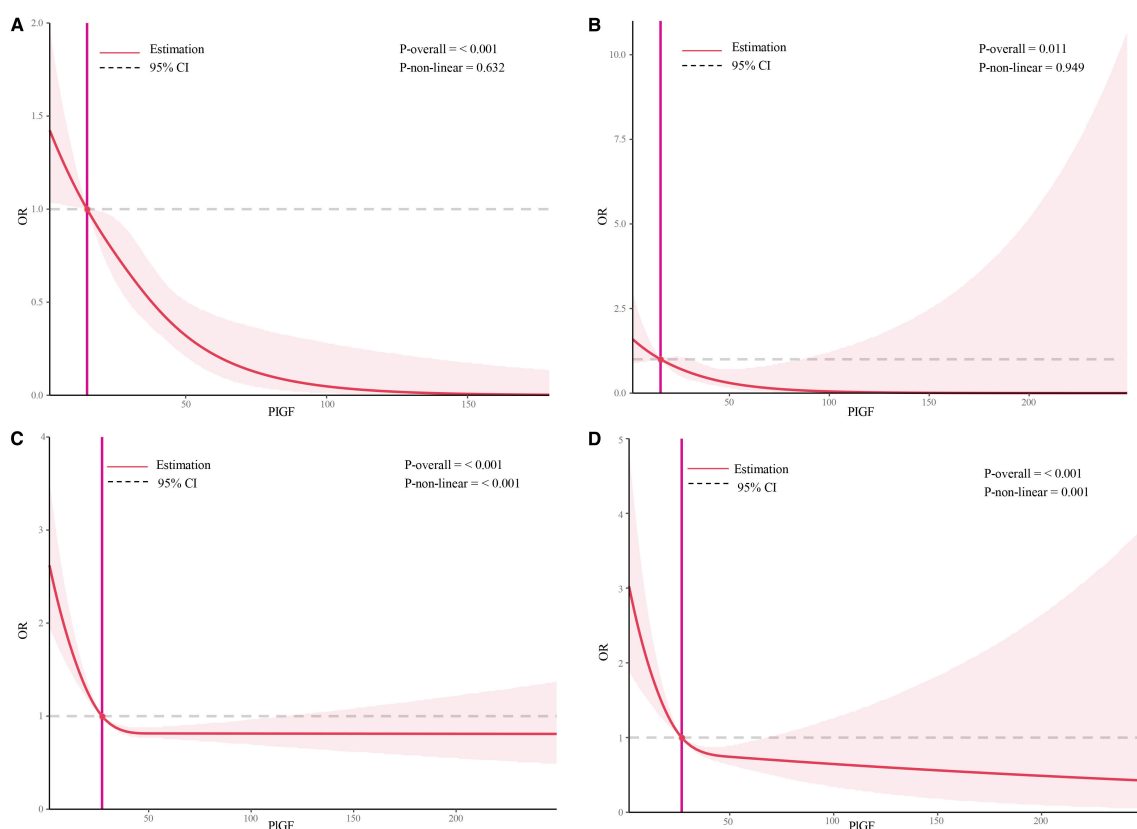 A
2.0
1.5
1.0
0.5
0.0
OR
Estimation
95% CI
P-overall = < 0.001
P-non-linear = 0.632
50
100
150
PlGF
B
10.0
7.5
5.0
2.5
0.0
OR
Estimation
95% CI
P-overall = 0.011
P-non-linear = 0.949
50
100
150
200
PlGF
C
4
3
2
1
0
OR
Estimation
95% CI
P-overall = < 0.001
P-non-linear = < 0.001
50
100
150
200
PlGF
D
5
4
3
2
1
0
OR
Estimation
95% CI
P-overall = < 0.001
P-non-linear = 0.001
50
100
150
200
PlGF